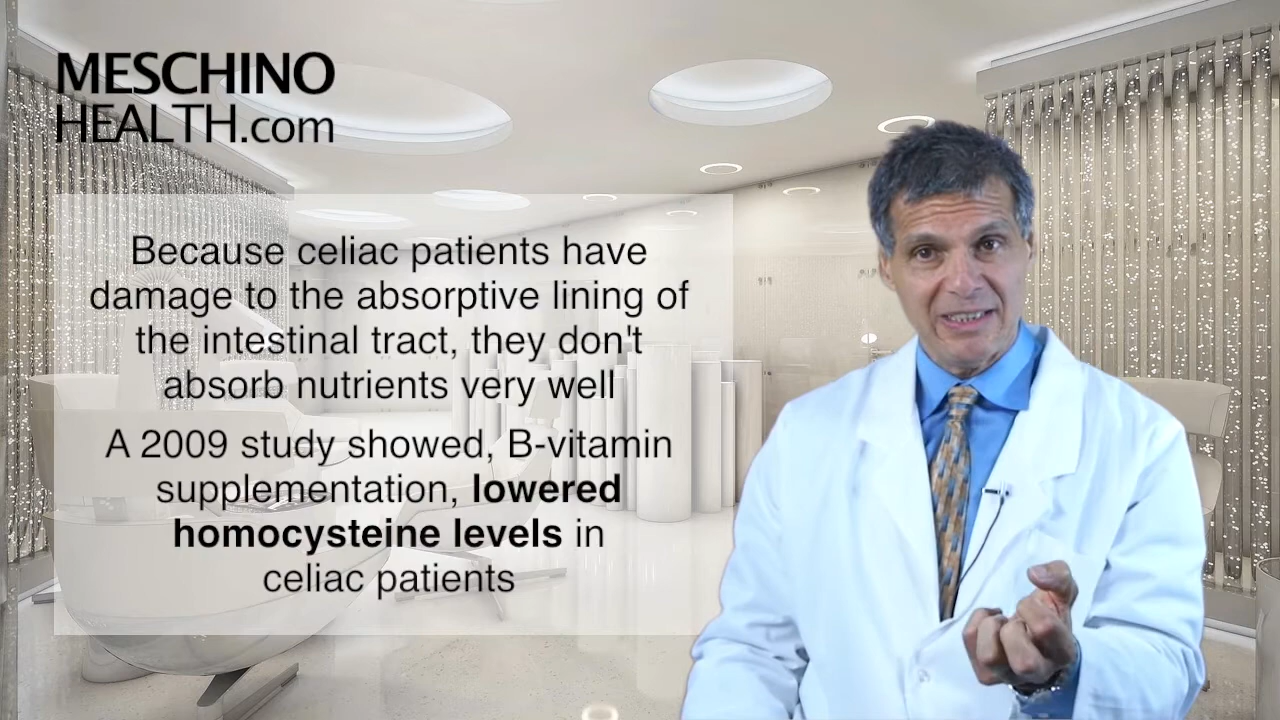 MESCHINO
HEALTH.com
Because celiac patients have
damage to the absorptive lining of
the intestinal tract, they don't
absorb nutrients very well
A 2009 study showed, B-vitamin
supplementation, lowered
homocysteine levels in
celiac patients